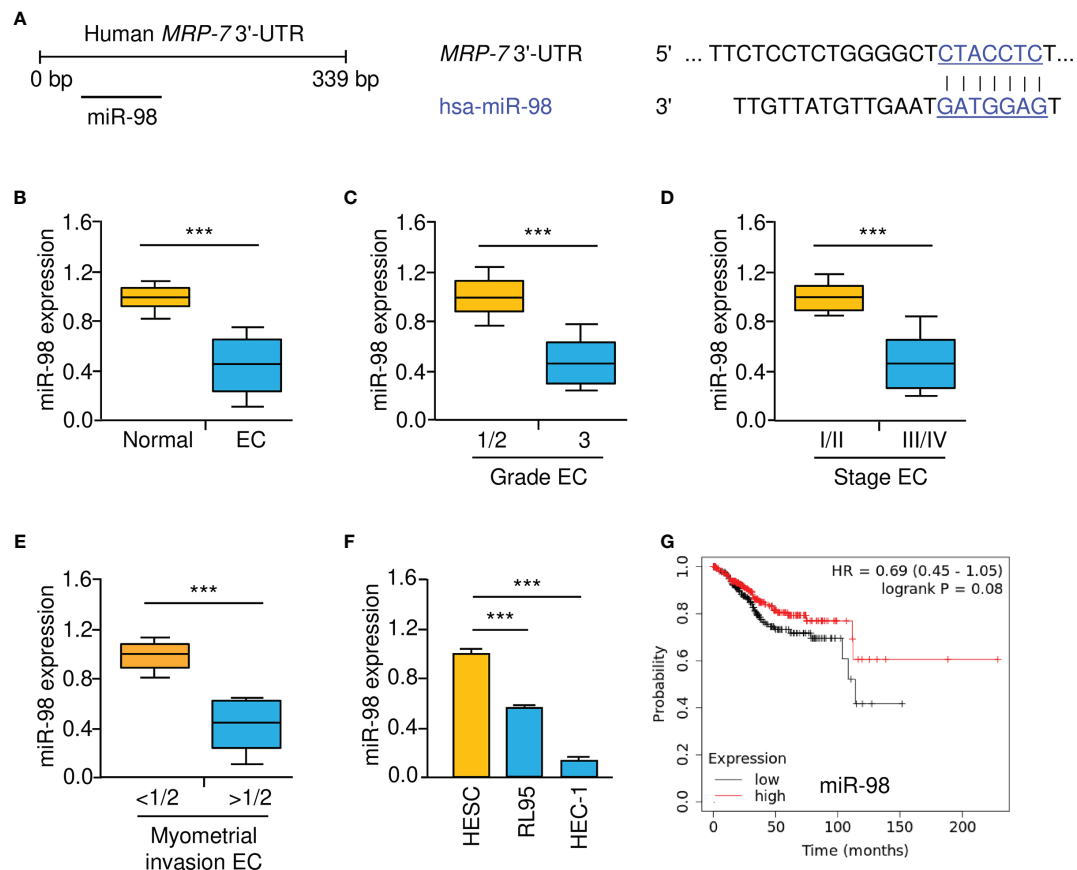 A
Human MRP-7 3'-UTR
0 bp 339 bp
miR-98
MRP-7 3'-UTR 5' ... TTCTCCTCTGGGGCTCTACCTCT...
hsa-miR-98 3' TTGTTATGTTGAATGATGGAGT
B
miR-98 expression
1.6
1.2
0.8
0.4
0.0
***
Normal EC
C
miR-98 expression
1.6
1.2
0.8
0.4
0.0
***
1/2 3
Grade EC
D
miR-98 expression
1.6
1.2
0.8
0.4
0.0
***
I/II III/IV
Stage EC
E
miR-98 expression
1.6
1.2
0.8
0.4
0.0
***
<1/2 >1/2
Myometrial
invasion EC
F
miR-98 expression
1.6
1.2
0.8
0.4
0.0
***
***
HESC RL95 HEC-1
G
Probability
1.0
0.8
0.6
0.4
0.2
0.0
HR = 0.69 (0.45 - 1.05)
logrank P = 0.08
Expression
low
high
miR-98
0 50 100 150 200
Time (months)